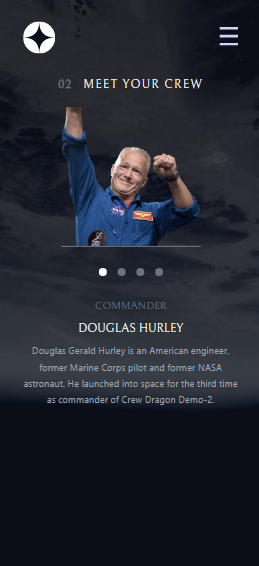 02 MEET YOUR CREW
COMMANDER
DOUGLAS HURLEY
Douglas Gerald Hurley is an American engineer,
former Marine Corps pilot and former NASA
astronaut. He launched into space for the third time
as commander of Crew Dragon Demo-2.